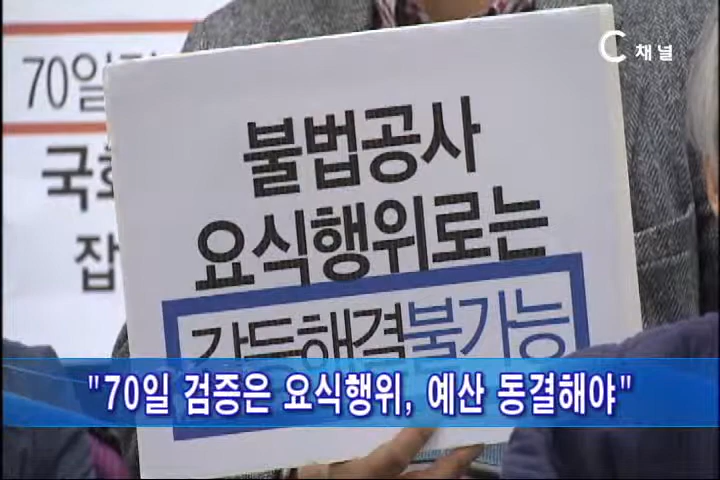 C 채널
70일
국회
잡
불법공사
요식행위로는
갈등해결불가능
"70일 검증은 요식행위, 예산 동결해야"